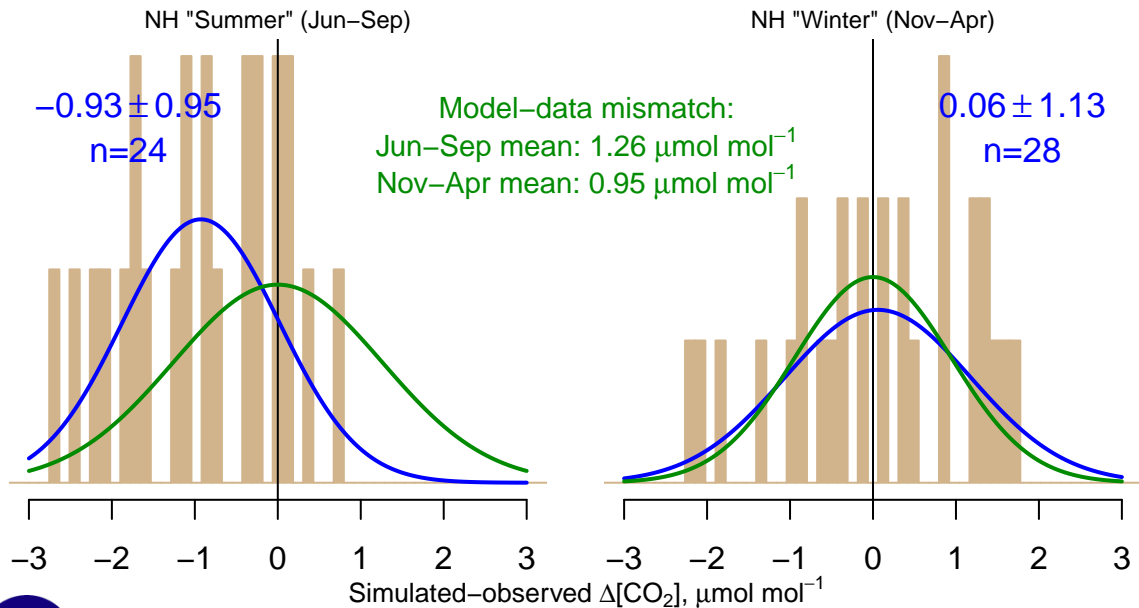 NH "Summer" (Jun−Sep)
NH "Winter" (Nov−Apr)
−0.93 ± 0.95
n=24
Model−data mismatch:
Jun−Sep mean: 1.26 μmol mol⁻¹
Nov−Apr mean: 0.95 μmol mol⁻¹
0.06 ± 1.13
n=28
−3 −2 −1 0 1 2 3
−3 −2 −1 0 1 2 3
Simulated−observed Δ[CO₂], μmol mol⁻¹